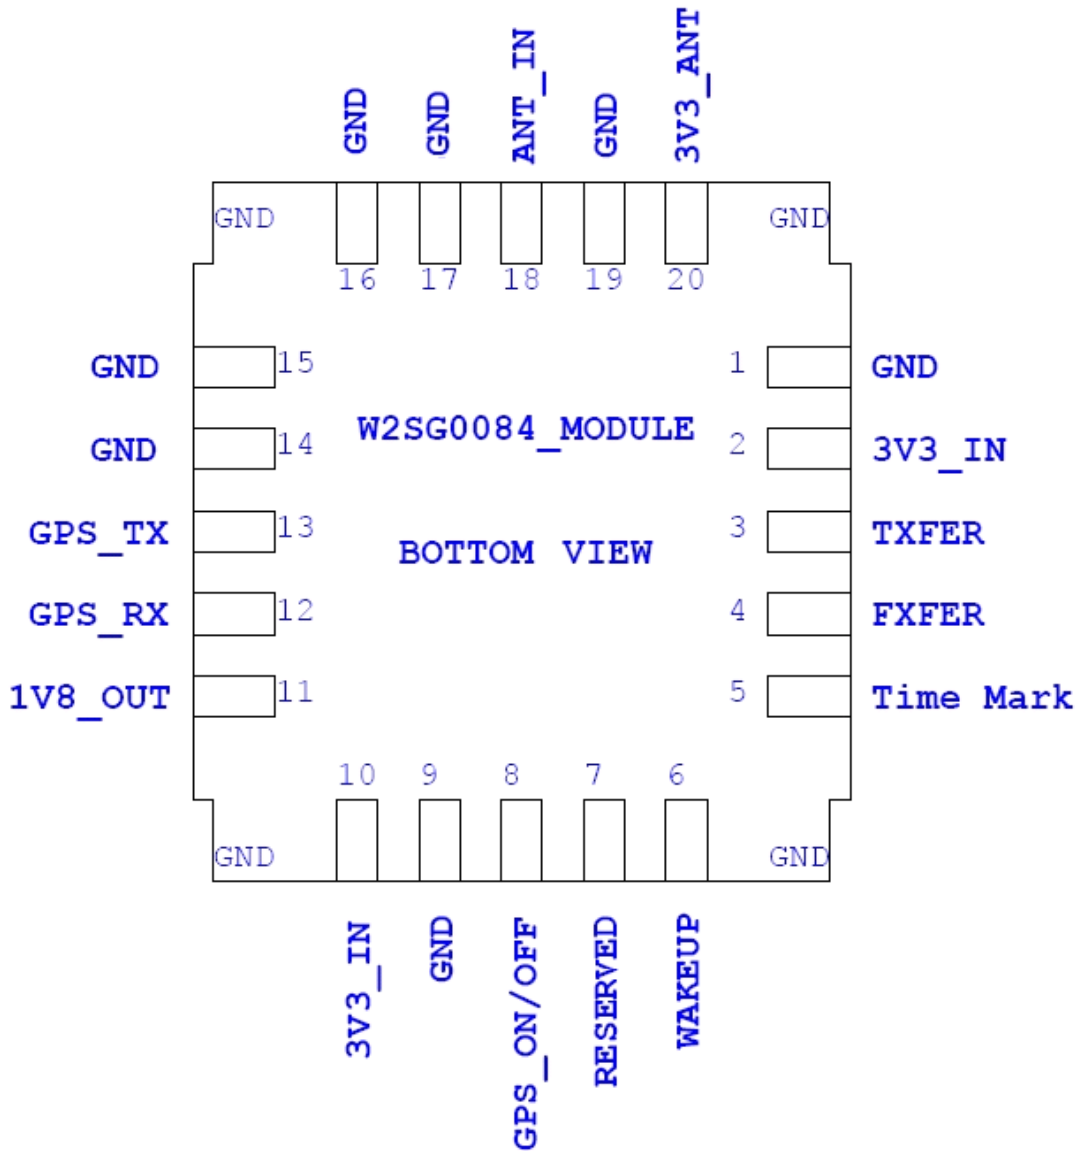 GND
GND
ANT_IN
GND
3V3_ANT
GND
GND
16
17
18
19
20
GND
15
1
GND
W2SG0084_MODULE
GND
14
2
3V3_IN
GPS_TX
13
3
TXFER
BOTTOM VIEW
GPS_RX
12
4
FXFER
1V8_OUT
11
5
Time Mark
10
9
8
7
6
GND
GND
3V3_IN
GND
GPS_ON/OFF
RESERVED
WAKEUP